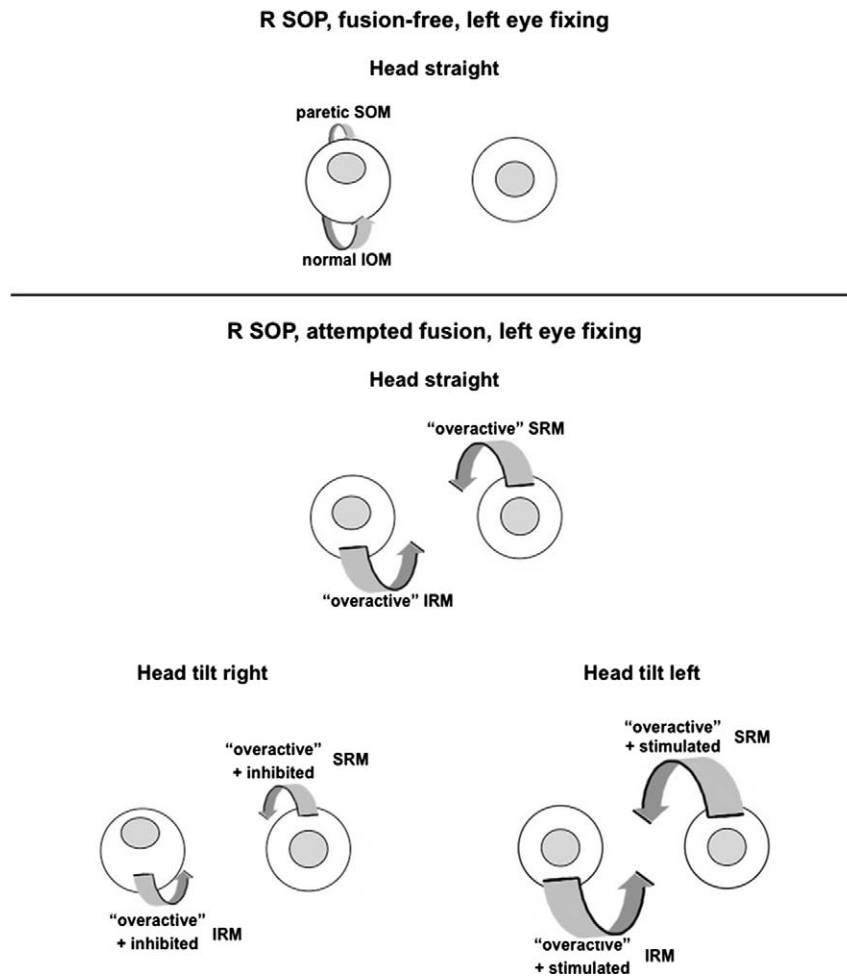 R SOP, fusion-free, left eye fixing
Head straight
paretic SOM
normal IOM
R SOP, attempted fusion, left eye fixing
Head straight
"overactive" SRM
"overactive" IRM
Head tilt right
"overactive"
+ inhibited SRM
"overactive"
+ inhibited IRM
Head tilt left
"overactive"
+ stimulated SRM
"overactive"
+ stimulated IRM